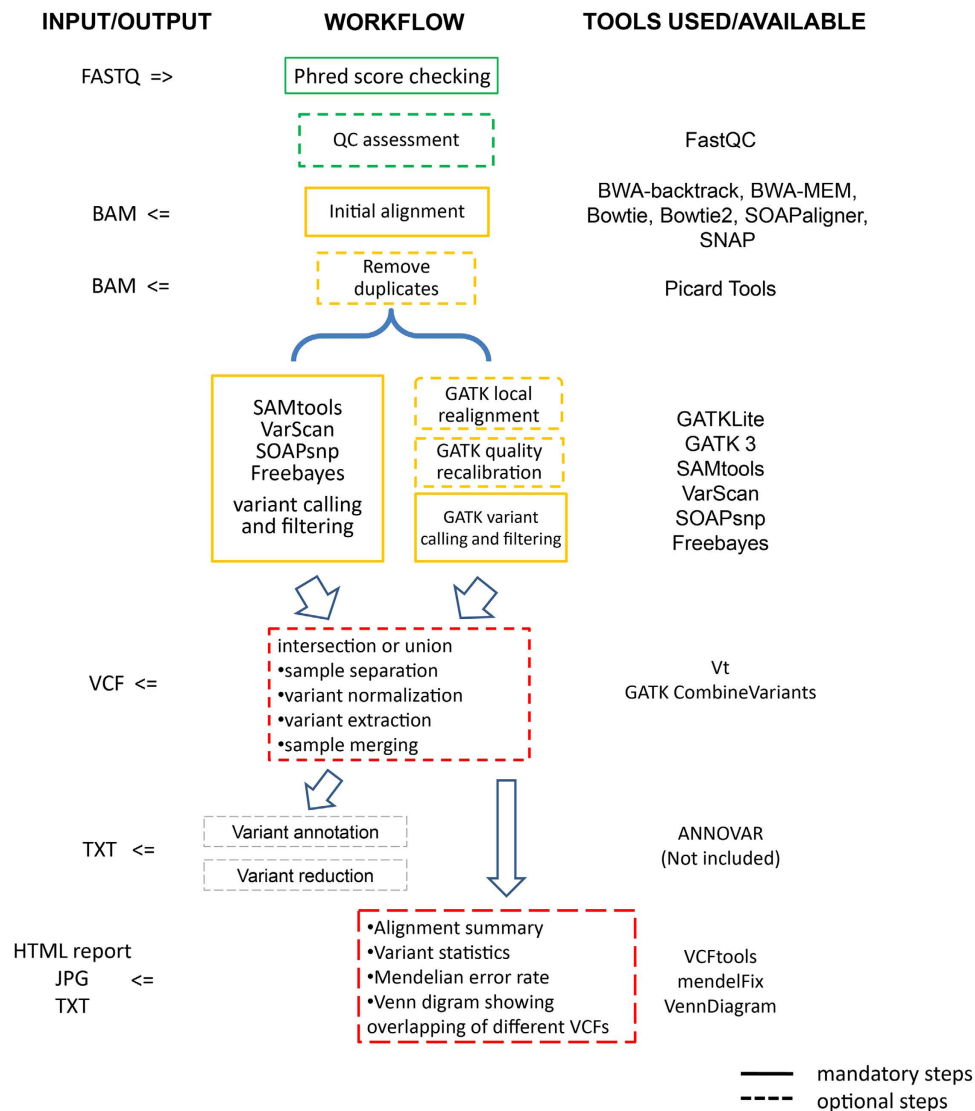 INPUT/OUTPUT WORKFLOW TOOLS USED/AVAILABLE
FASTQ => Phred score checking
QC assessment FastQC
BAM <= Initial alignment BWA-backtrack, BWA-MEM,
Bowtie, Bowtie2, SOAPaligner,
SNAP
BAM <= Remove
duplicates
Picard Tools
SAMtools
VarScan
SOAPsnp
Freebayes
variant calling
and filtering
GATK local
realignment
GATK quality
recalibration
GATK variant
calling and filtering
GATKLite
GATK 3
SAMtools
VarScan
SOAPsnp
Freebayes
VCF <=
intersection or union
•sample separation
•variant normalization
•variant extraction
•sample merging
Vt
GATK CombineVariants
TXT <=
Variant annotation
Variant reduction
ANNOVAR
(Not included)
HTML report
JPG <=
TXT
•Alignment summary
•Variant statistics
•Mendelian error rate
•Venn digram showing
overlapping of different VCFs
VCFtools
mendelFix
VennDiagram
mandatory steps
optional steps